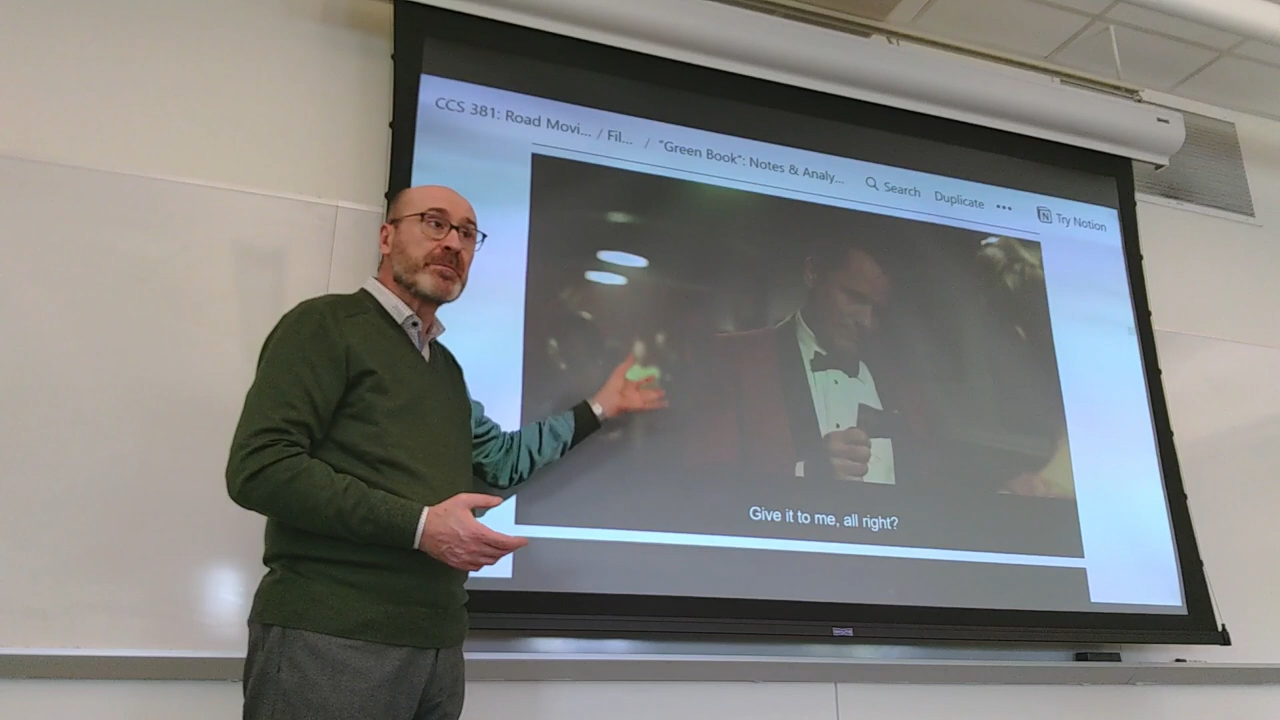 CCS 381: Road Movi... / Fil... / "Green Book": Notes & Analy...
Search
Duplicate
•••
Try Notion
Give it to me, all right?